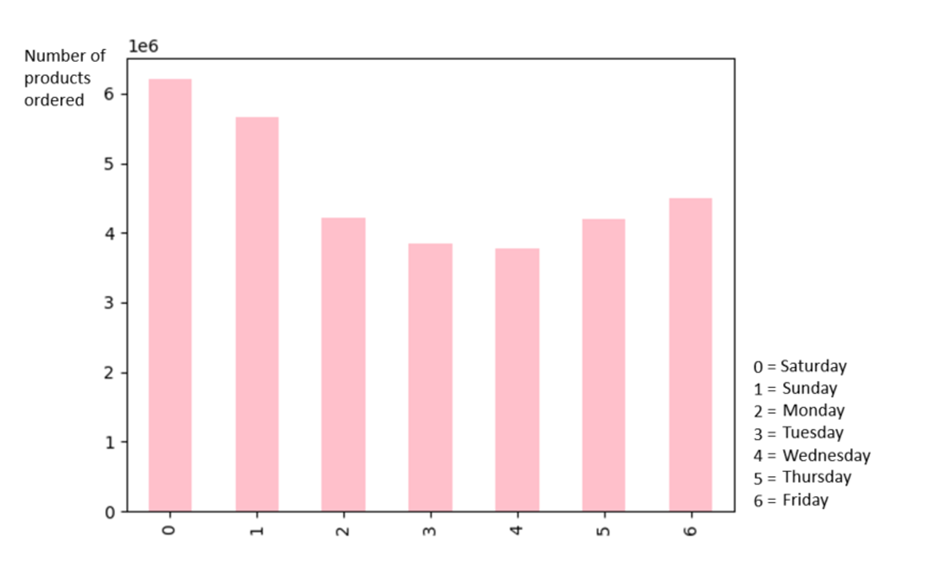 Number of
products
ordered
1e6
6
5
4
3
2
1
0
0
1
2
3
4
5
6
0 = Saturday
1 = Sunday
2 = Monday
3 = Tuesday
4 = Wednesday
5 = Thursday
6 = Friday